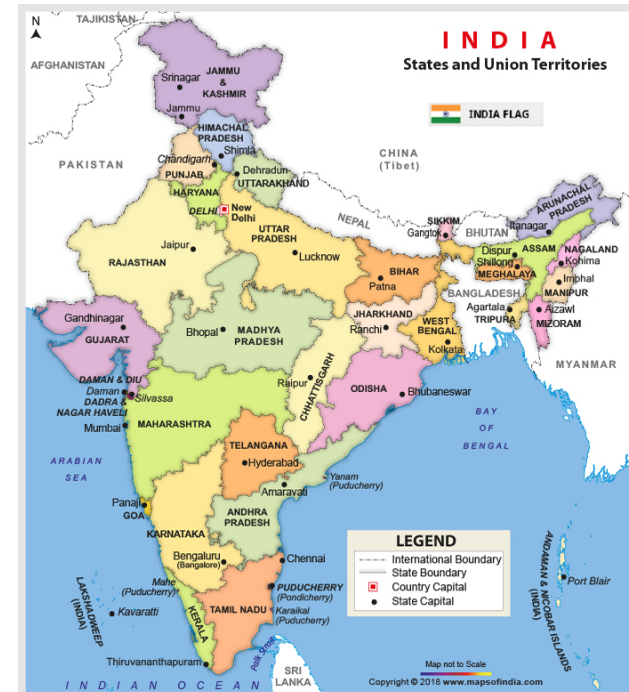 N
TAJIKISTAN
INDIA
States and Union Territories
INDIA FLAG
AFGHANISTAN
JAMMU
&
KASHMIR
Srinagar
Jammu
CHINA
(Tibet)
PAKISTAN
HIMACHAL
PRADESH
Shimla
Chandigarh
PUNJAB
Dehradun
UTTARAKHAND
HARYANA
DELHI
New
Delhi
NEPAL
SIKKIM
Gangtok
BHUTAN
ARUNACHAL
PRADESH
Itanagar
UTTAR
PRADESH
Lucknow
Jaipur
RAJASTHAN
BIHAR
Patna
Dispur
ASSAM
Shillong
MEGHALAYA
NAGALAND
Kohima
Imphal
MANIPUR
BANGLADESH
Agartala
TRIPURA
Aizawl
MIZORAM
MYANMAR
Gandhinagar
GUJARAT
Bhopal
MADHYA
PRADESH
JHARKHAND
Ranchi
WEST
BENGAL
Kolkata
Raipur
CHHATTISGARH
ODISHA
Bhubaneswar
DAMAN & DIU
Daman
DADRA &
NAGAR HAVELI
Silvassa
Mumbai
MAHARASHTRA
BAY
OF
BENGAL
ARABIAN
SEA
TELANGANA
Hyderabad
Amaravati
Yanam
(Puducherry)
Panaji
GOA
ANDHRA
PRADESH
KARNATAKA
Bengaluru
(Bangalore)
Chennai
LEGEND
International Boundary
State Boundary
Country Capital
State Capital
ANDAMAN & NICOBAR ISLANDS
(INDIA)
Port Blair
LAKSHADWEEP
(INDIA)
Kavaratti
Mahe
(Puducherry)
PUDUCHERRY
(Pondicherry)
Karaikal
(Puducherry)
TAMIL NADU
KERALA
Thiruvananthapuram
Palk Strait
SRI
LANKA
INDIAN OCEAN
Map not to Scale
Copyright © 2018 www.mapsofindia.com